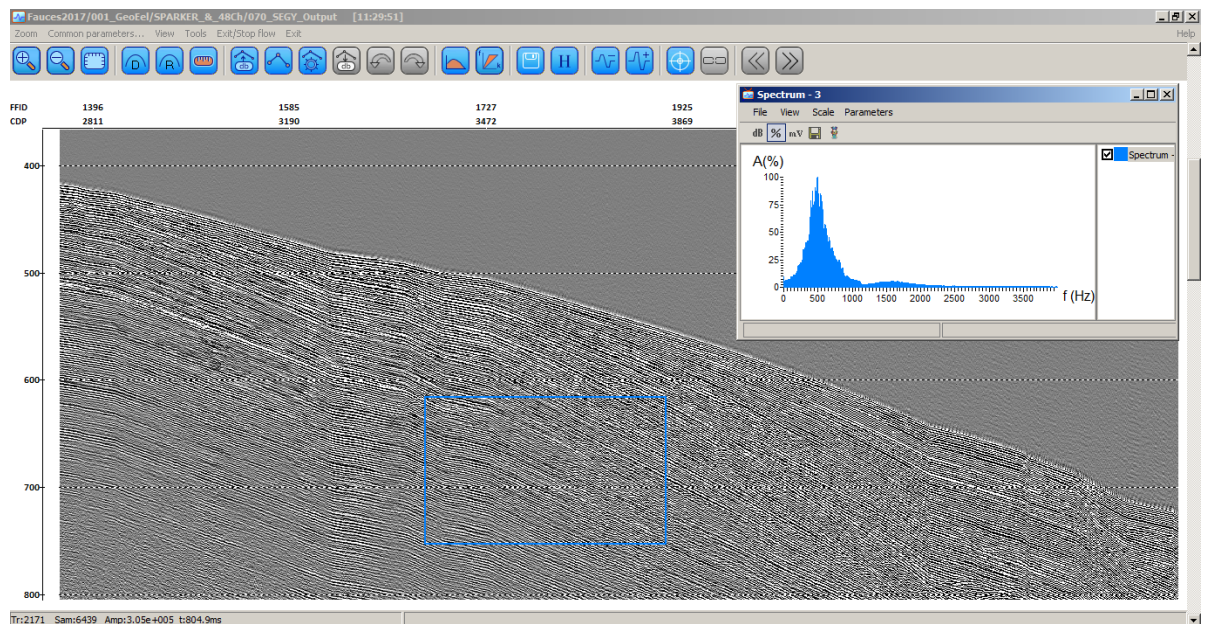 Fauces2017/001_GeoEel/SPARKER_&_48Ch/070_SEGY_Output [11:29:51]
Zoom Common parameters... View Tools Exit/Stop flow Exit Help
D R db db f k H
FFID 1396 1585 1727 1925
CDP 2811 3190 3472 3869
400
500
600
700
800
Spectrum - 3
File View Scale Parameters
dB % mV
A(%)
100
75
50
25
0
0 500 1000 1500 2000 2500 3000 3500 f (Hz)
Spectrum -
Tr:2171 Sam:6439 Amp:3.05e+005 t:804.9ms